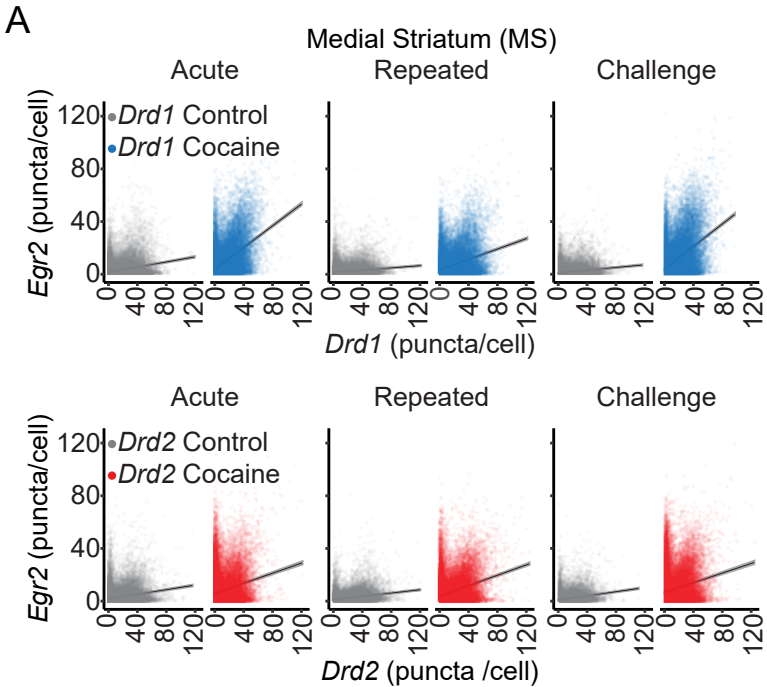 A
Medial Striatum (MS)
Acute Repeated Challenge
Egr2 (puncta/cell)
120
80
40
0
Drd1 Control
Drd1 Cocaine
0 40 80 120 0 40 80 120 0 40 80 120 0 40 80 120 0 40 80 120 0 40 80 120
Drd1 (puncta/cell)
Acute Repeated Challenge
Egr2 (puncta/cell)
120
80
40
0
Drd2 Control
Drd2 Cocaine
0 40 80 120 0 40 80 120 0 40 80 120 0 40 80 120 0 40 80 120 0 40 80 120
Drd2 (puncta /cell)